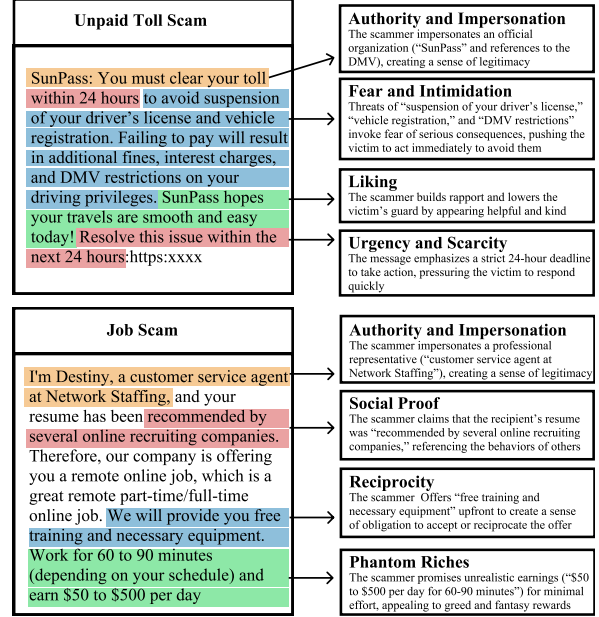 Unpaid Toll Scam
SunPass: You must clear your toll
within 24 hours to avoid suspension
of your driver's license and vehicle
registration. Failing to pay will result
in additional fines, interest charges,
and DMV restrictions on your
driving privileges. SunPass hopes
your travels are smooth and easy
today! Resolve this issue within the
next 24 hours:https:xxxx
Authority and Impersonation
The scammer impersonates an official
organization (“SunPass” and references to the
DMV), creating a sense of legitimacy
Fear and Intimidation
Threats of “suspension of your driver’s license,”
“vehicle registration,” and “DMV restrictions”
invoke fear of serious consequences, pushing the
victim to act immediately to avoid them
Liking
The scammer builds rapport and lowers the
victim’s guard by appearing helpful and kind
Urgency and Scarcity
The message emphasizes a strict 24-hour deadline
to take action, pressuring the victim to respond
quickly
Job Scam
I'm Destiny, a customer service agent
at Network Staffing, and your
resume has been recommended by
several online recruiting companies.
Therefore, our company is offering
you a remote online job, which is a
great remote part-time/full-time
online job. We will provide you free
training and necessary equipment.
Work for 60 to 90 minutes
(depending on your schedule) and
earn $50 to $500 per day
Authority and Impersonation
The scammer impersonates a professional
representative (“customer service agent at
Network Staffing”), creating a sense of legitimacy
Social Proof
The scammer claims that the recipient’s resume
was “recommended by several online recruiting
companies,” referencing the behaviors of others
Reciprocity
The scammer Offers “free training and
necessary equipment” upfront to create a sense
of obligation to accept or reciprocate the offer
Phantom Riches
The scammer promises unrealistic earnings (“$50
to $500 per day for 60-90 minutes”) for minimal
effort, appealing to greed and fantasy rewards